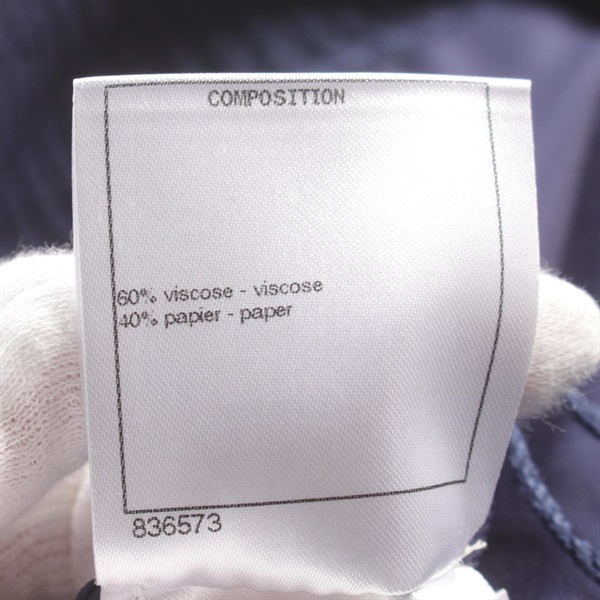 COMPOSITION
60% viscose - viscose
40% papier - paper
836573